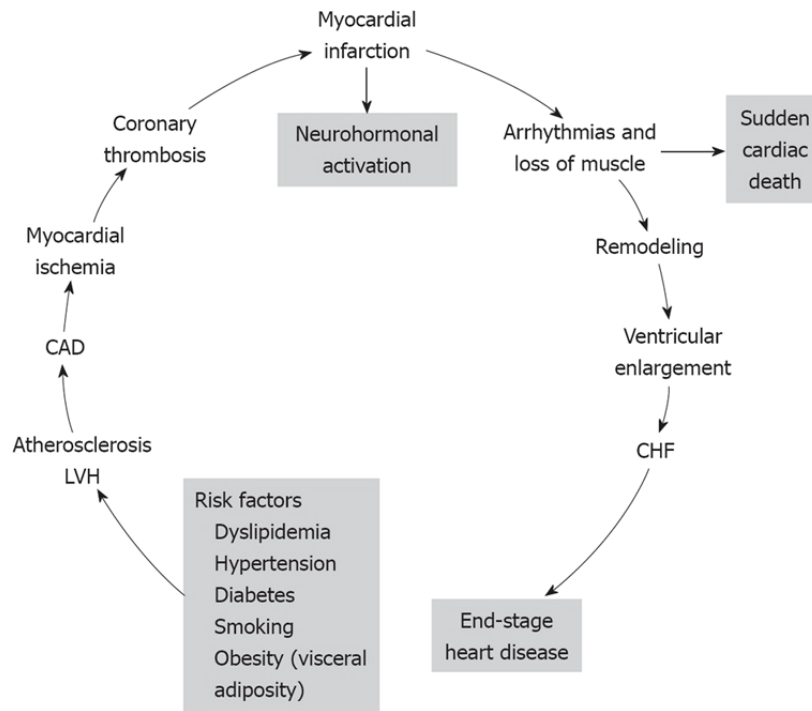 Myocardial
infarction
Neurohormonal
activation
Coronary
thrombosis
Arrhythmias and
loss of muscle
Sudden
cardiac
death
Myocardial
ischemia
Remodeling
CAD
Ventricular
enlargement
Atherosclerosis
LVH
CHF
Risk factors
Dyslipidemia
Hypertension
Diabetes
Smoking
Obesity (visceral
adiposity)
End-stage
heart disease